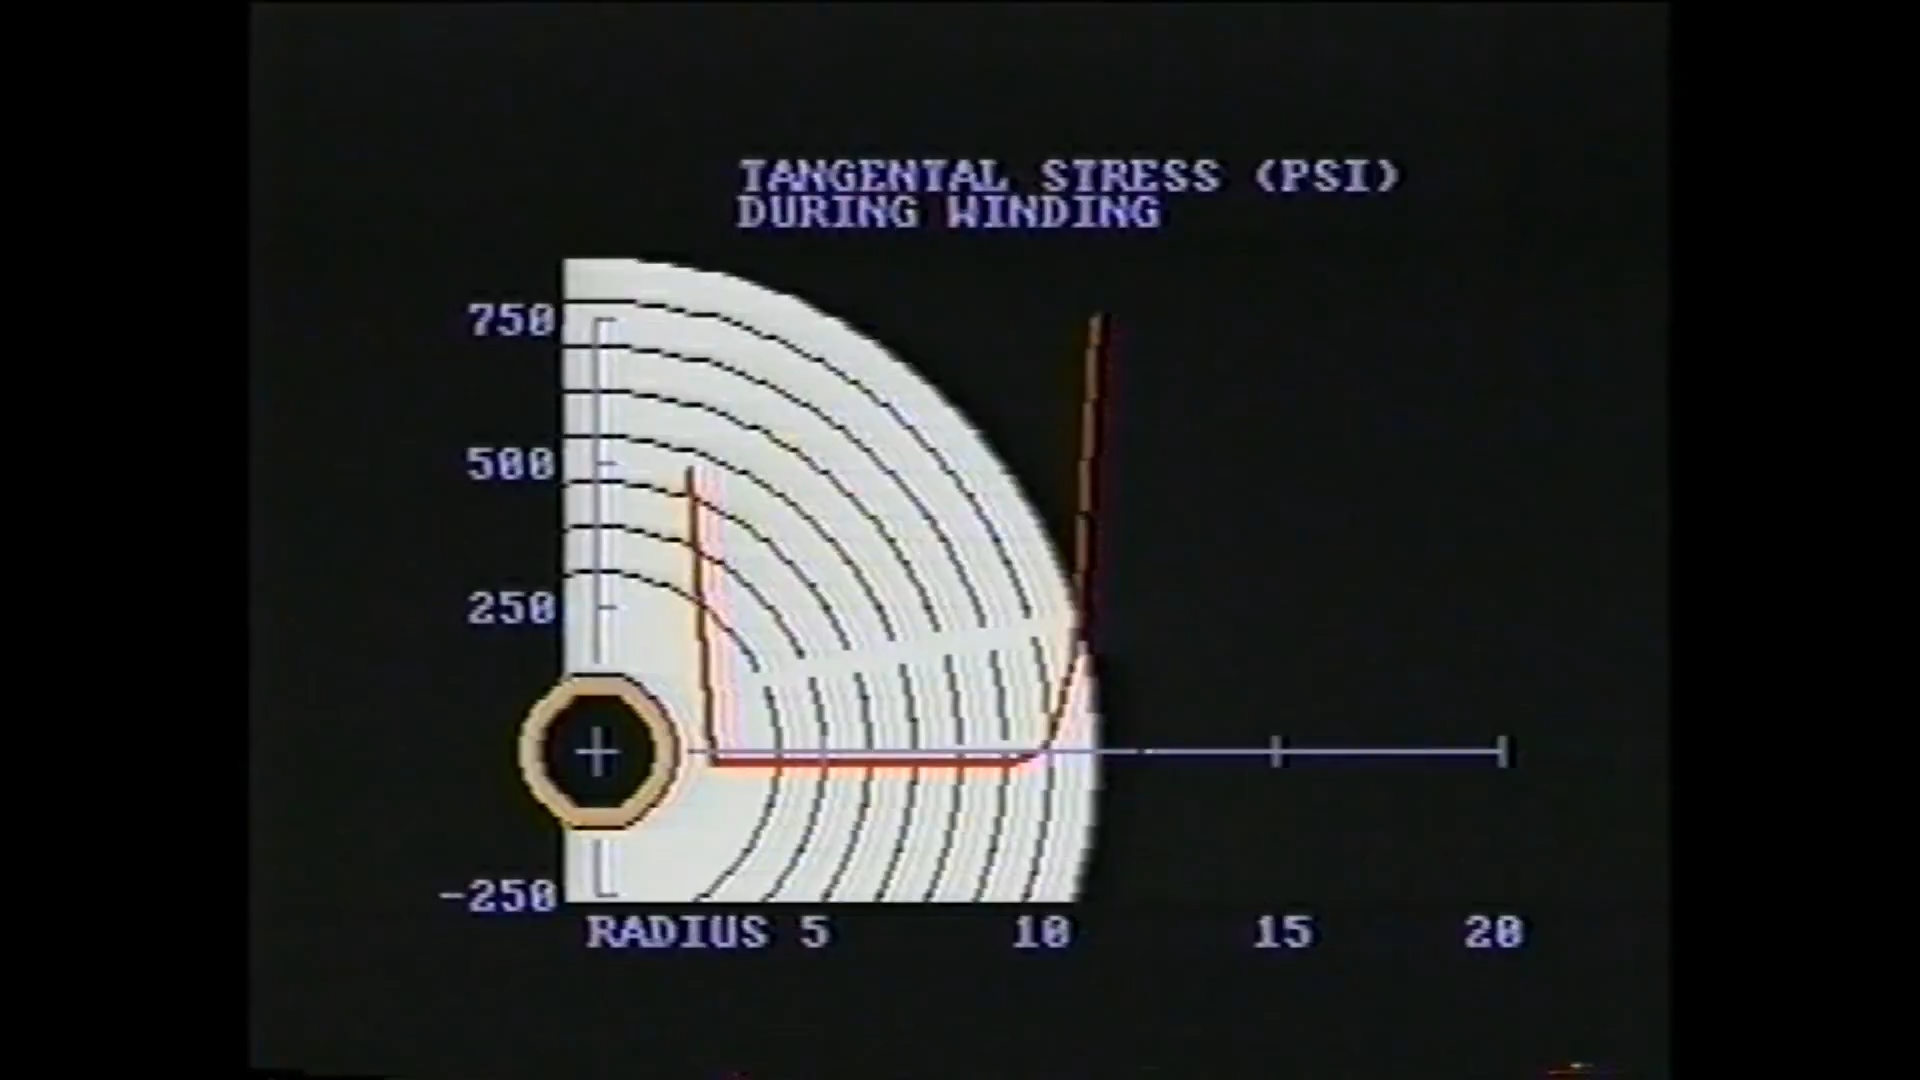 TANGENTAL STRESS (PSI)
DURING WINDING
750
500
250
-250
RADIUS 5 10 15 20